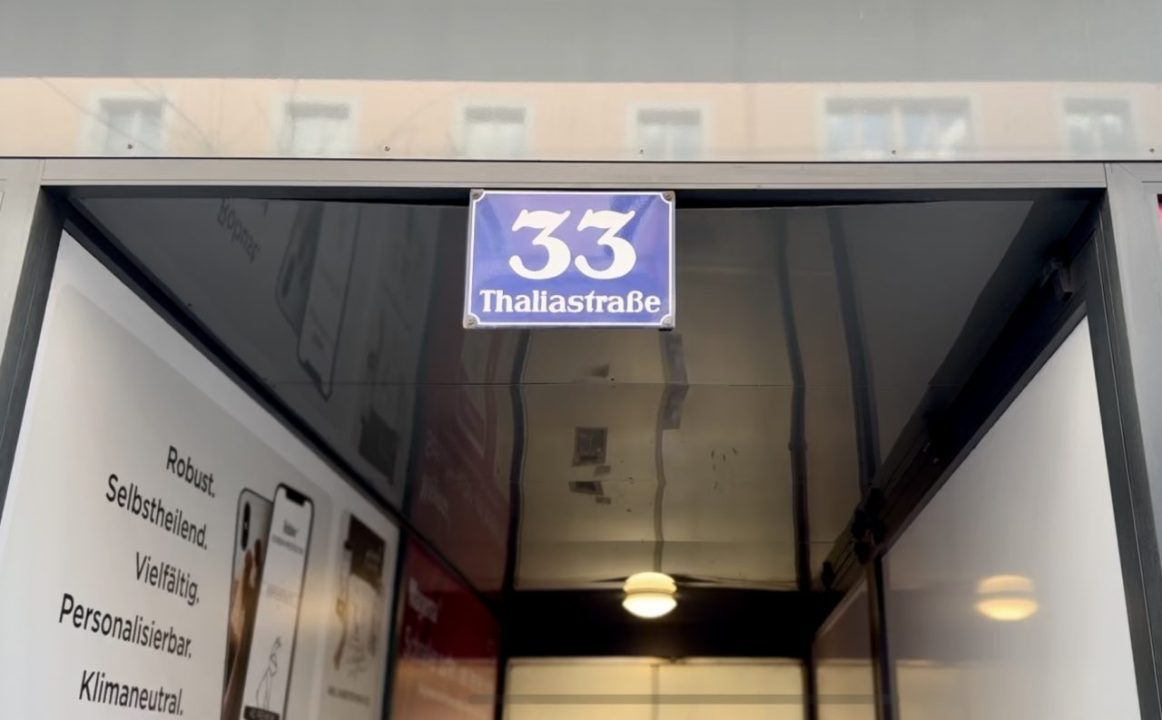 33
Thaliastraße
Robust.
Selbstheilend.
Vielfältig.
Personalisierbar.
Klimaneutral.